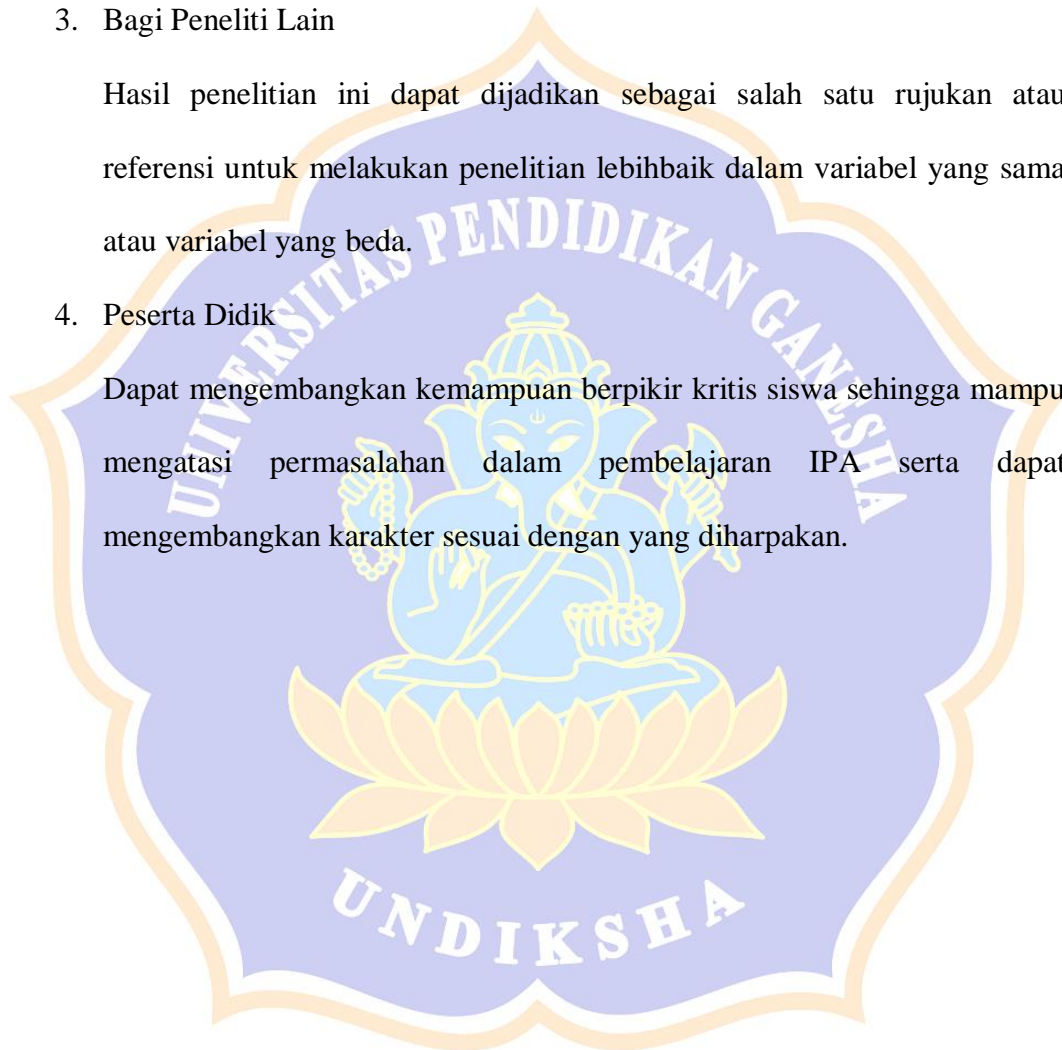 3. Bagi Peneliti Lain
Hasil penelitian ini dapat dijadikan sebagai salah satu rujukan atau
referensi untuk melakukan penelitian lebihbaik dalam variabel yang sama
atau variabel yang beda.
4. Peserta Didik
Dapat mengembangkan kemampuan berpikir kritis siswa sehingga mampu
mengatasi permasalahan dalam pembelajaran IPA serta dapat
mengembangkan karakter sesuai dengan yang diharpakan.
UNIVERSITAS PENDIDIKAN GANESHA
UNDIKSHA